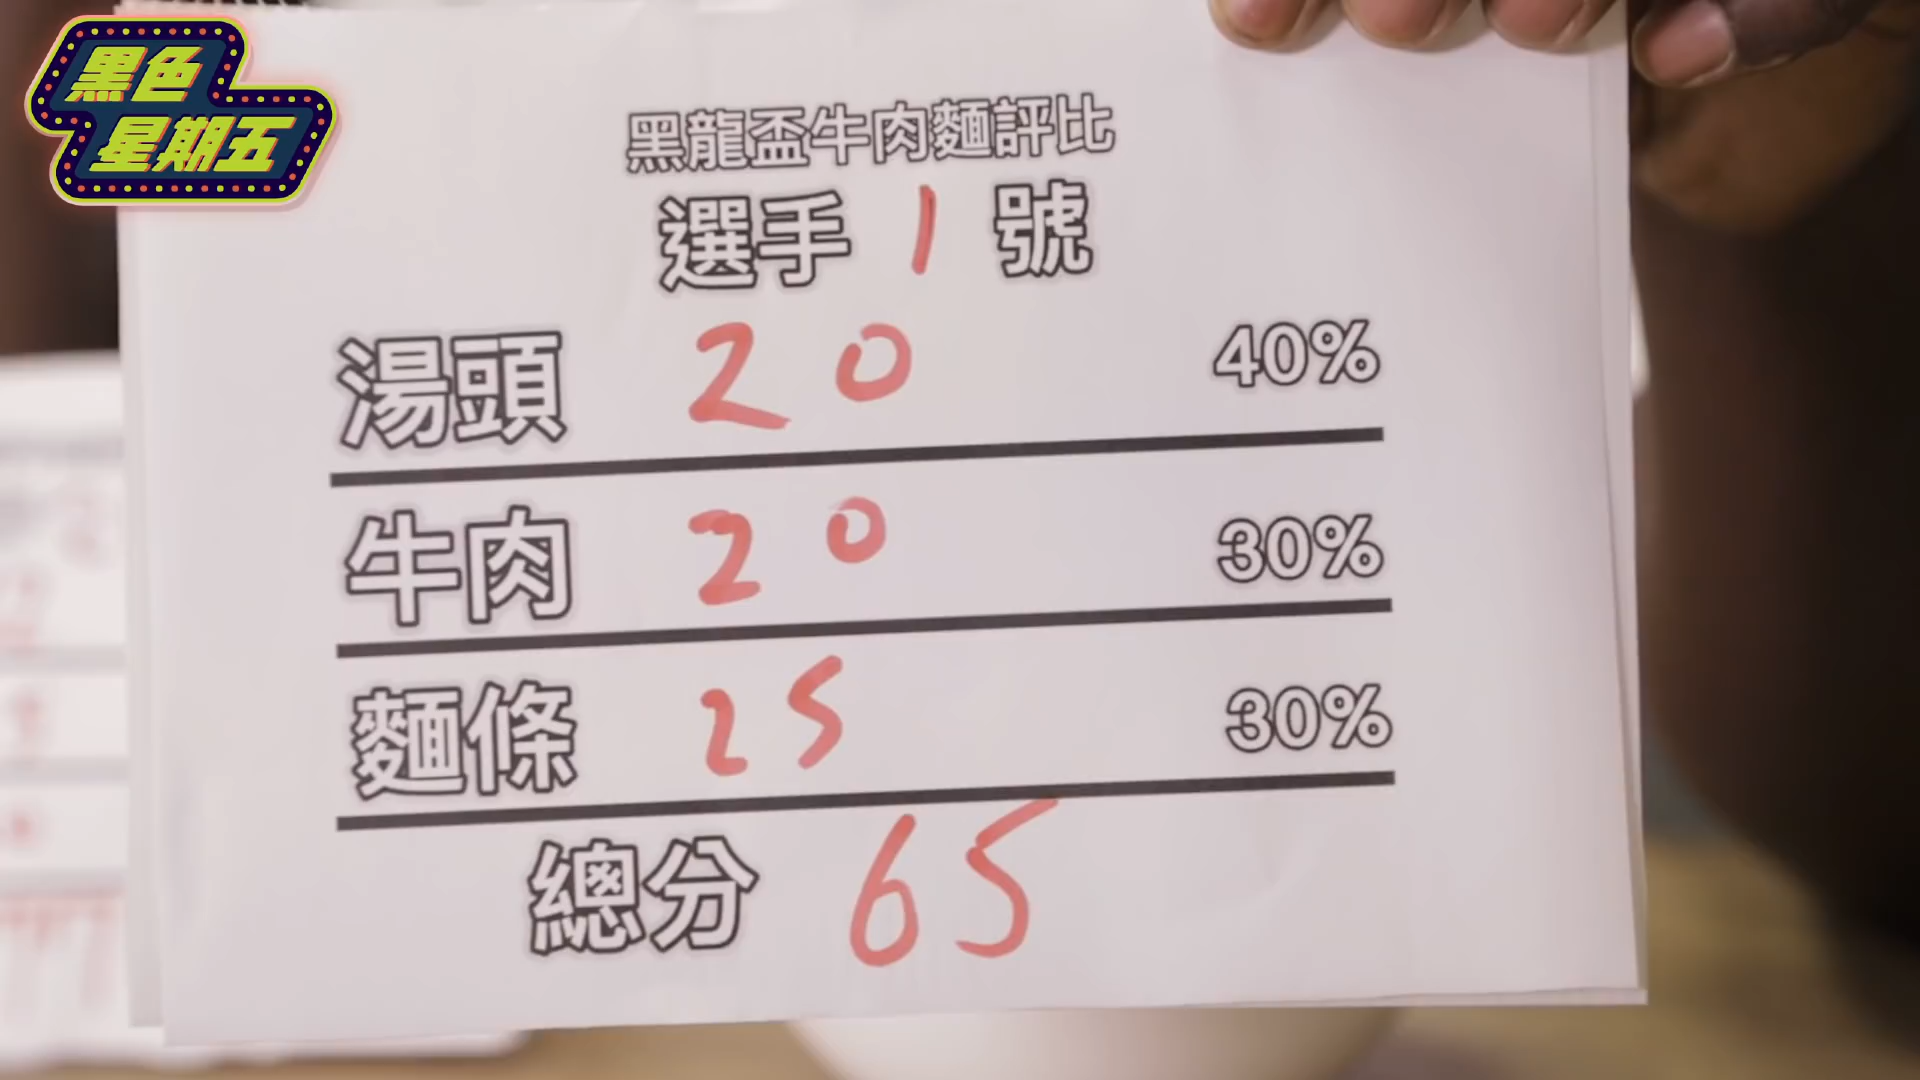 黑色
星期五
黑龍盃牛肉麵評比
選手 1 號
湯頭 20 40%
牛肉 20 30%
麵條 25 30%
總分 65